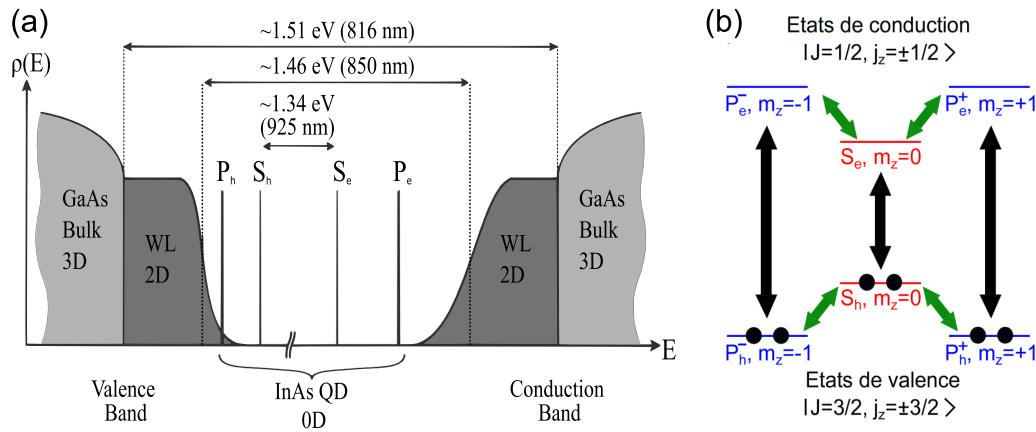 (a)
~1.51 eV (816 nm)
ρ(E)
~1.46 eV (850 nm)
~1.34 eV
(925 nm)
P_h S_h S_e P_e
GaAs
Bulk
3D
WL
2D
WL
2D
GaAs
Bulk
3D
E
Valence
Band
InAs QD
0D
Conduction
Band
(b)
Etats de conduction
|J=1/2, j_z=±1/2 >
P_e^-, m_z=-1
P_e^+, m_z=+1
S_e, m_z=0
S_h, m_z=0
P_h^-, m_z=-1
P_h^+, m_z=+1
Etats de valence
|J=3/2, j_z=±3/2 >